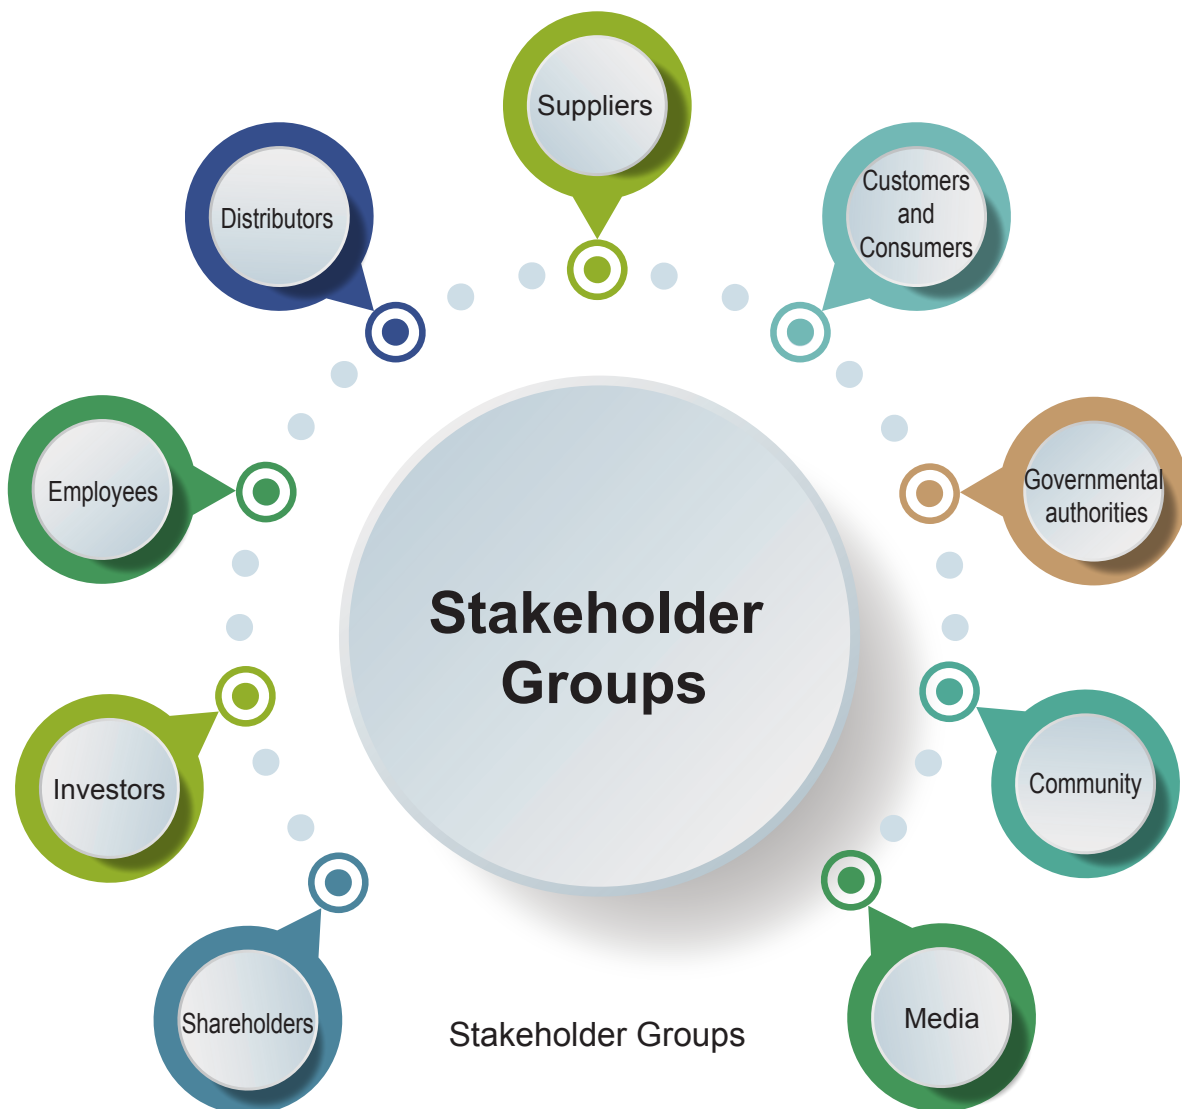 Suppliers
Distributors
Customers
and
Consumers
Employees
Governmental
authorities
Stakeholder
Groups
Investors
Community
Shareholders
Media
Stakeholder Groups